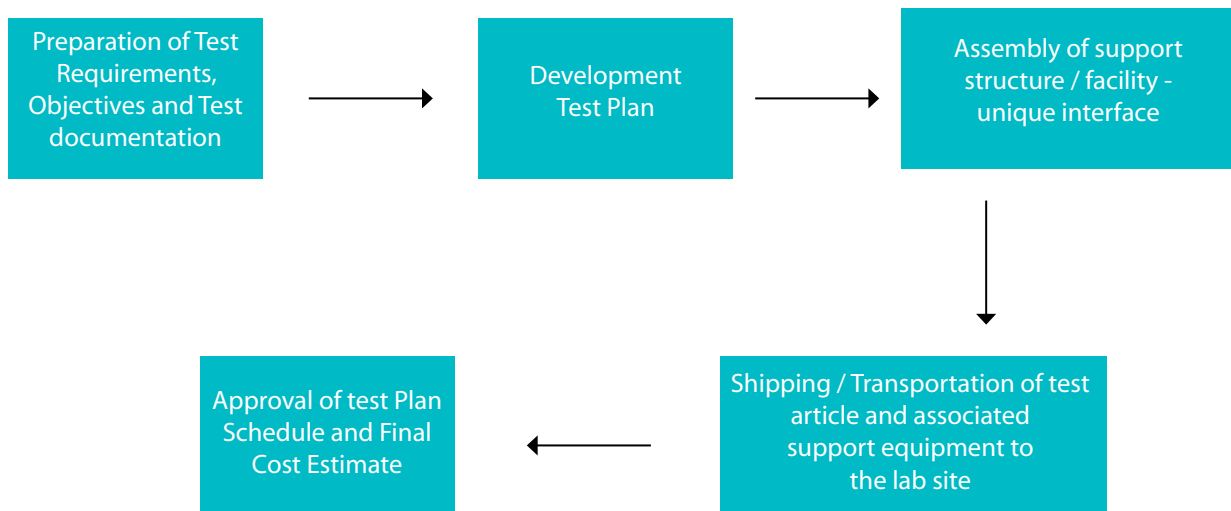 Preparation of Test
Requirements,
Objectives and Test
documentation
Development
Test Plan
Assembly of support
structure / facility -
unique interface
Shipping / Transportation of test
article and associated
support equipment to
the lab site
Approval of test Plan
Schedule and Final
Cost Estimate